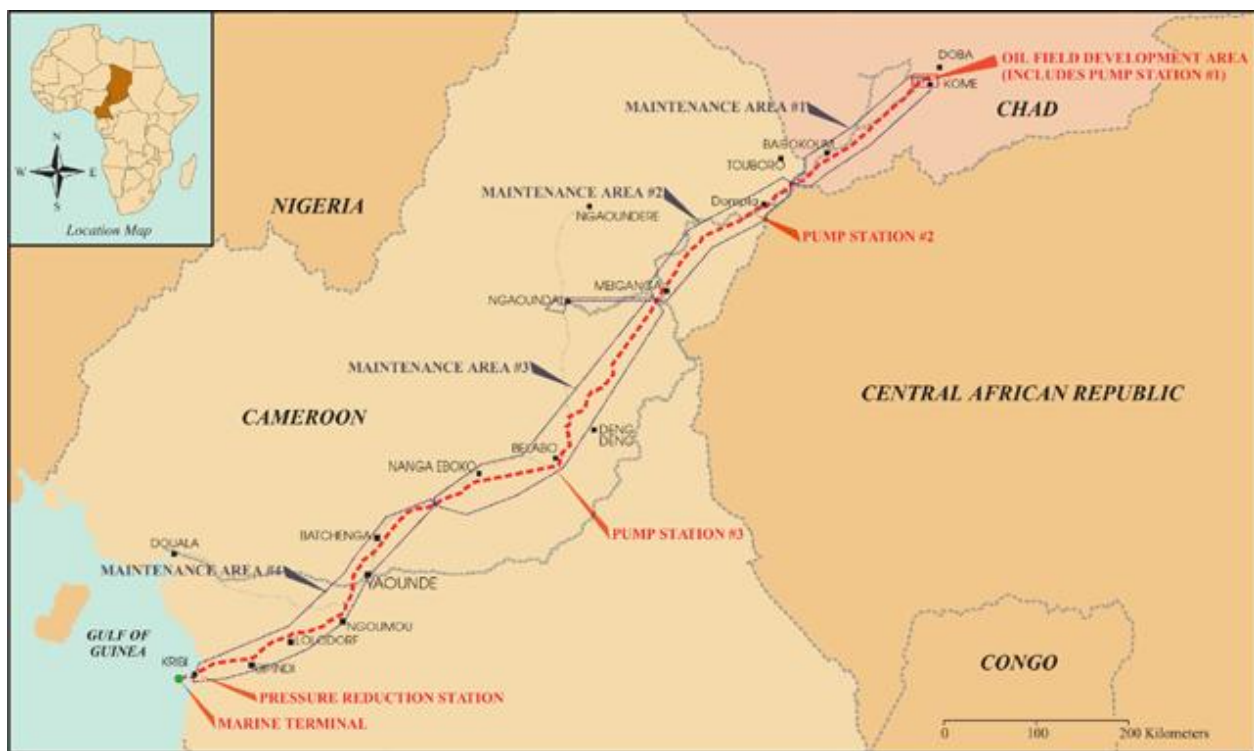 N
W
E
S
Location Map
NIGERIA
DOBA
OIL FIELD DEVELOPMENT AREA
(INCLUDES PUMP STATION #1)
KOME
CHAD
MAINTENANCE AREA #1
BAIBOKOUM
TOUBORO
MAINTENANCE AREA #2
Dompta
NGAOUNDERE
PUMP STATION #2
MEIGANGA
NGAOUNDAL
MAINTENANCE AREA #3
CENTRAL AFRICAN REPUBLIC
CAMEROON
DENG
DENG
BELABO
NANGA EBOKO
PUMP STATION #3
BATCHENGA
DOUALA
MAINTENANCE AREA #4
YAOUNDE
NGOUMOU
GULF OF
GUINEA
LOLODORF
KRIBI
BIPINDI
CONGO
PRESSURE REDUCTION STATION
MARINE TERMINAL
0 100 200 Kilometers